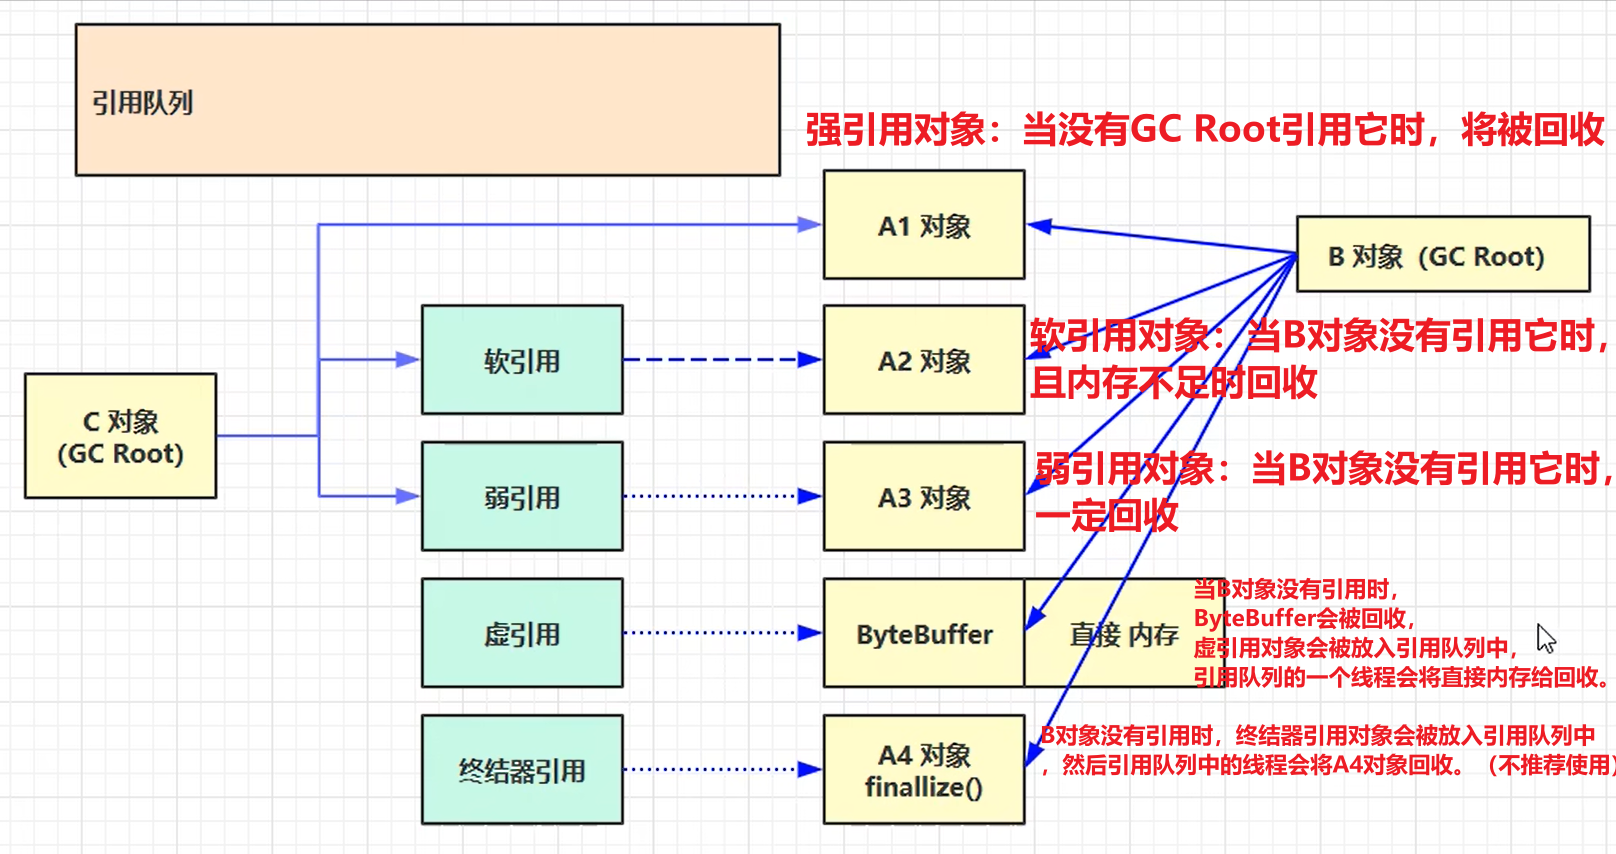 引用队列
强引用对象：当没有GC Root引用它时，将被回收
A1 对象
B 对象（GC Root）
软引用
A2 对象
软引用对象：当B对象没有引用它时，
且内存不足时回收
C 对象
(GC Root)
弱引用
A3 对象
弱引用对象：当B对象没有引用它时，
一定回收
虚引用
ByteBuffer
直接 内存
当B对象没有引用时，
ByteBuffer会被回收，
虚引用对象会被放入引用队列中，
引用队列的一个线程会将直接内存给回收。
终结器引用
A4 对象
finallize()
B对象没有引用时，终结器引用对象会被放入引用队列中
，然后引用队列中的线程会将A4对象回收。（不推荐使用）